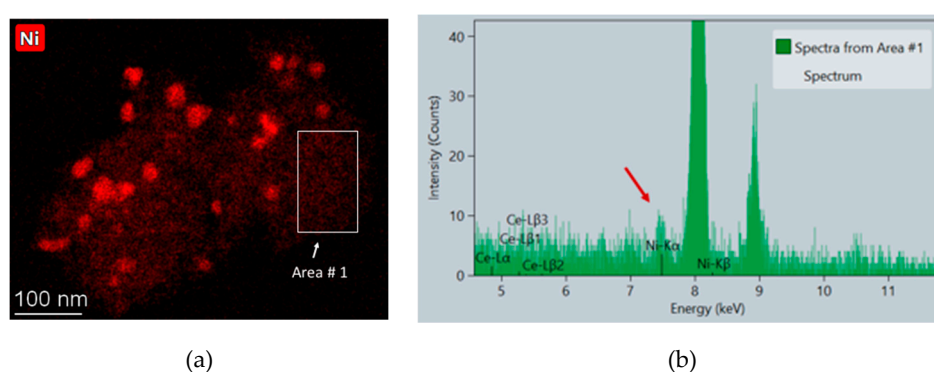 Ni
Area # 1
100 nm
(a)
Intensity (Counts)
40
30
20
10
0
Spectra from Area #1
Spectrum
Ce-Lβ3
Ce-Lβ1
Ce-Lα
Ce-Lβ2
Ni-Kα
Ni-Kβ
5 6 7 8 9 10 11
Energy (keV)
(b)